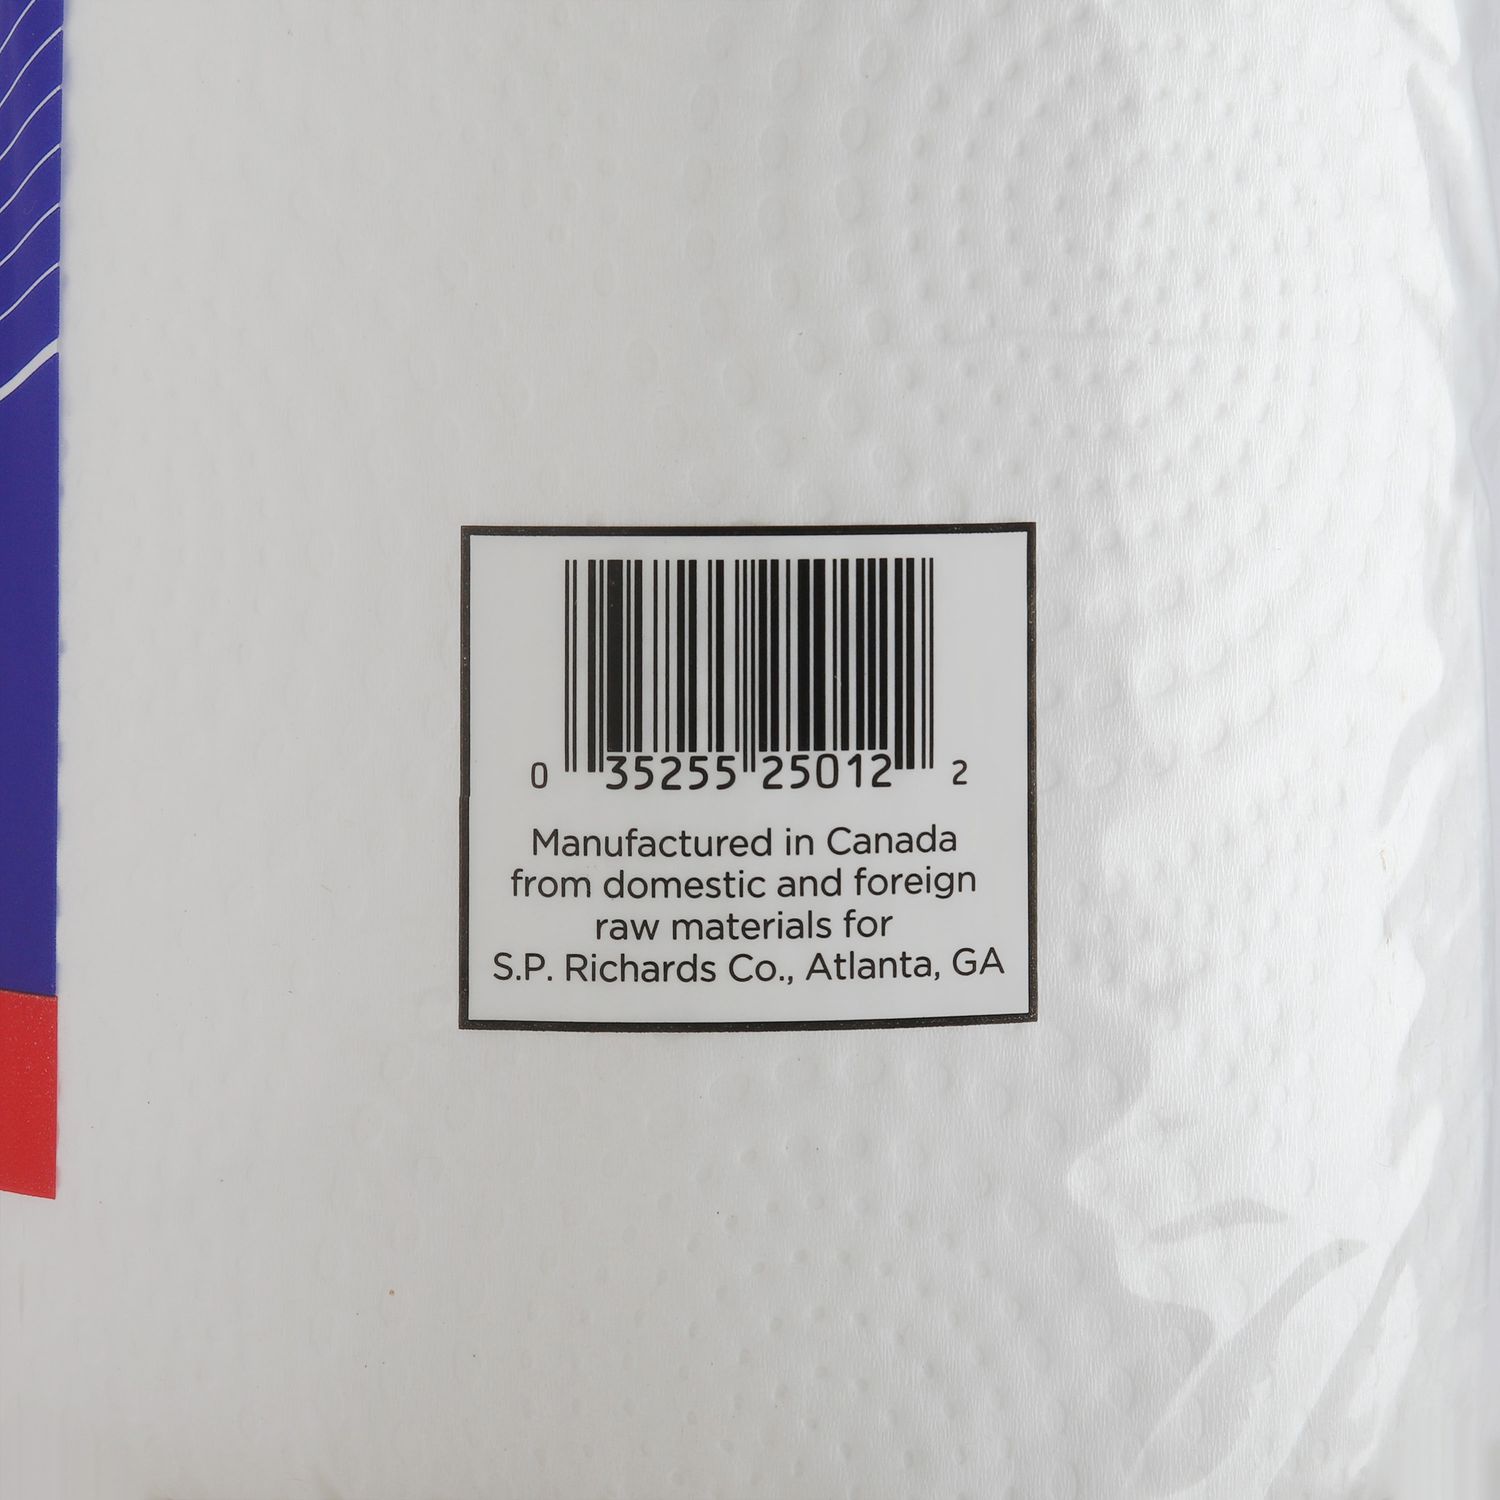 0 35255 25012 2
Manufactured in Canada
from domestic and foreign
raw materials for
S.P. Richards Co., Atlanta, GA